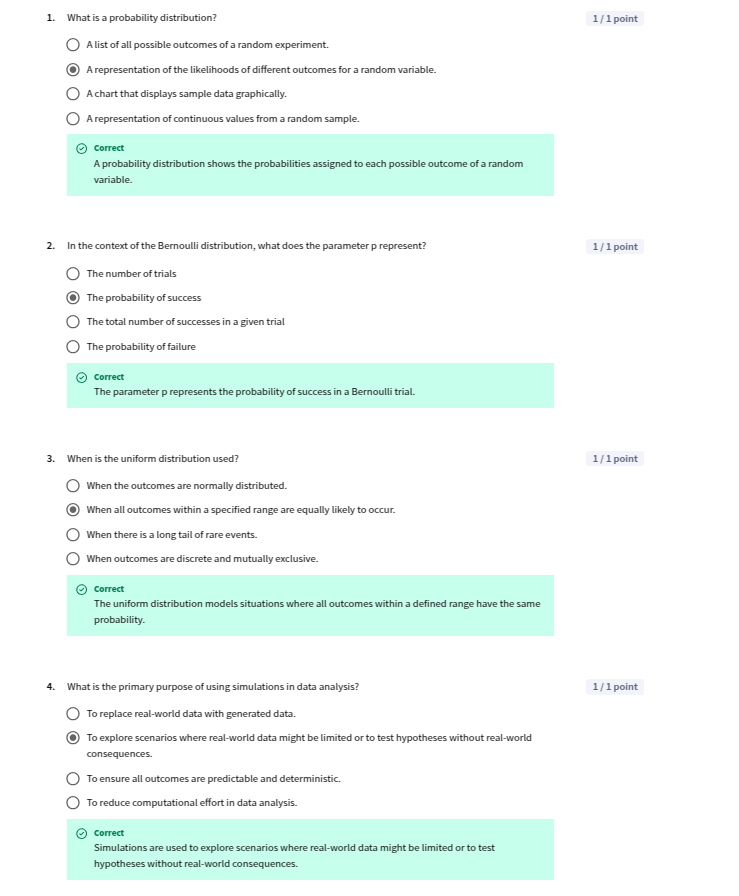 1. What is a probability distribution? 1 / 1 point
A list of all possible outcomes of a random experiment.
A representation of the likelihoods of different outcomes for a random variable.
A chart that displays sample data graphically.
A representation of continuous values from a random sample.
Correct
A probability distribution shows the probabilities assigned to each possible outcome of a random
variable.
2. In the context of the Bernoulli distribution, what does the parameter p represent? 1 / 1 point
The number of trials
The probability of success
The total number of successes in a given trial
The probability of failure
Correct
The parameter p represents the probability of success in a Bernoulli trial.
3. When is the uniform distribution used? 1 / 1 point
When the outcomes are normally distributed.
When all outcomes within a specified range are equally likely to occur.
When there is a long tail of rare events.
When outcomes are discrete and mutually exclusive.
Correct
The uniform distribution models situations where all outcomes within a defined range have the same
probability.
4. What is the primary purpose of using simulations in data analysis? 1 / 1 point
To replace real-world data with generated data.
To explore scenarios where real-world data might be limited or to test hypotheses without real-world
consequences.
To ensure all outcomes are predictable and deterministic.
To reduce computational effort in data analysis.
Correct
Simulations are used to explore scenarios where real-world data might be limited or to test
hypotheses without real-world consequences.